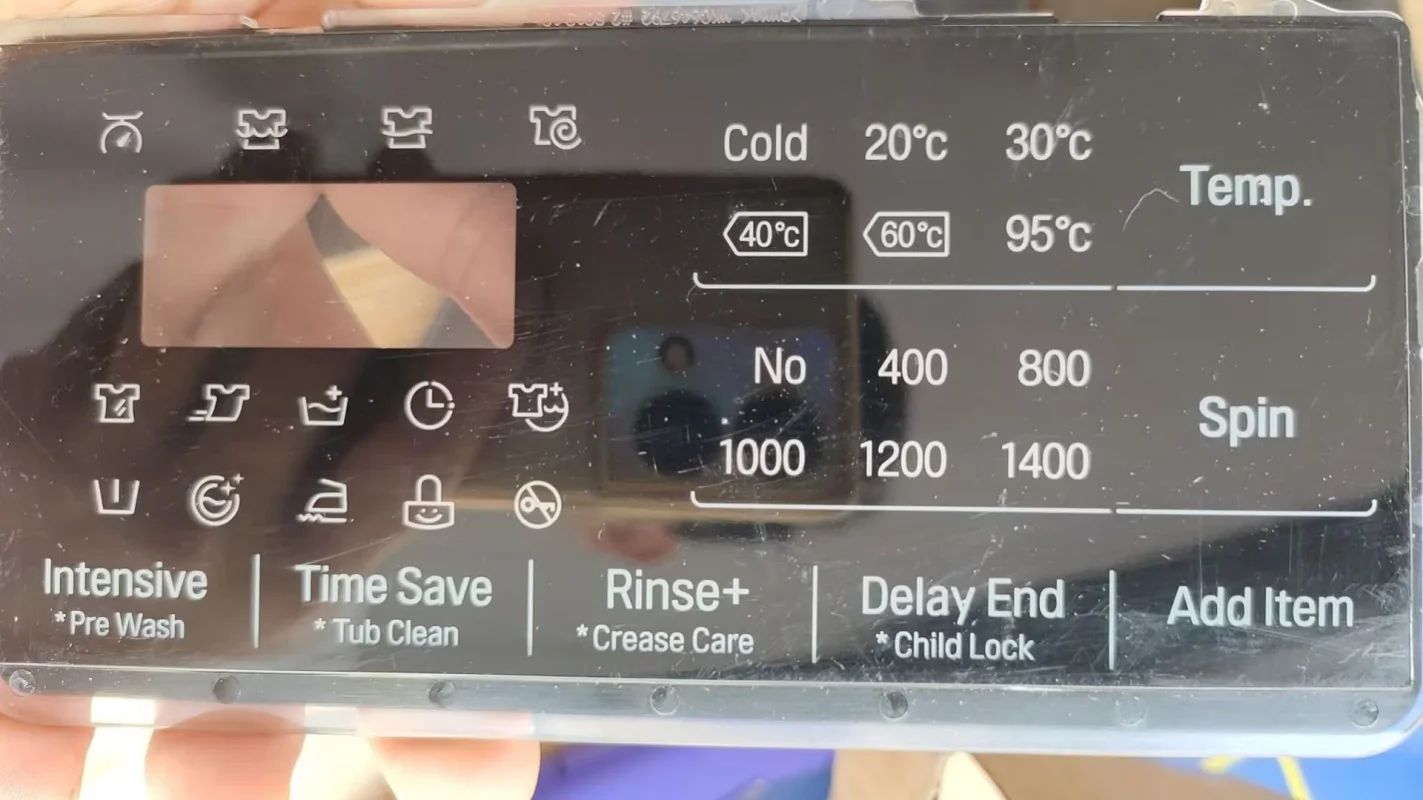 Cold 20°c 30°c
Temp.
40°c 60°c 95°c
No 400 800
Spin
1000 1200 1400
Intensive
*Pre Wash
Time Save
* Tub Clean
Rinse+
*Crease Care
Delay End
* Child Lock
Add Item